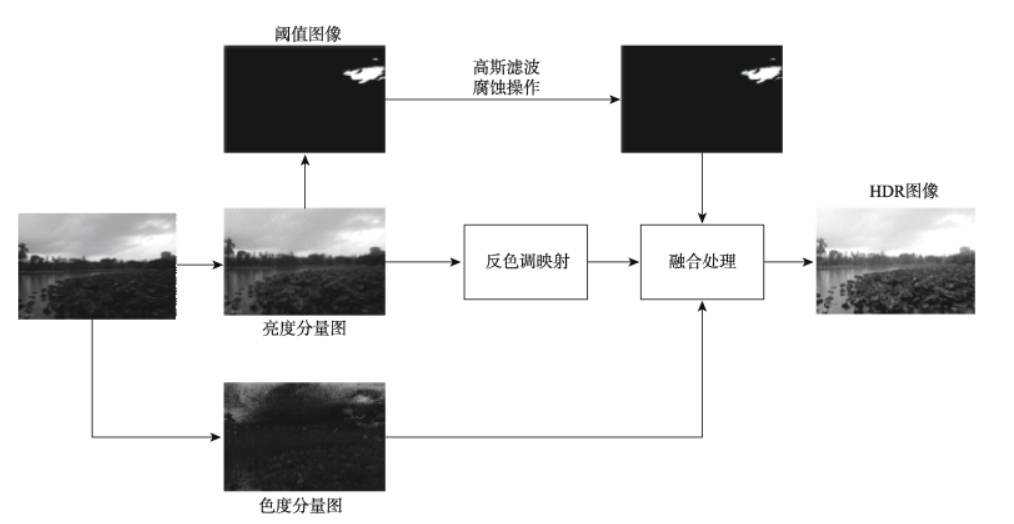 阈值图像
高斯滤波
腐蚀操作
HDR图像
反色调映射
融合处理
亮度分量图
色度分量图